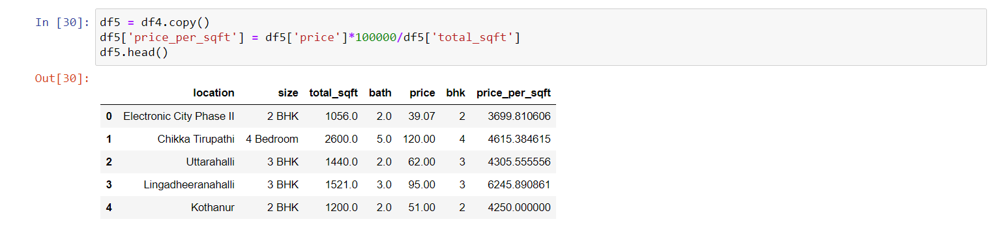 In [30]: df5 = df4.copy()
df5['price_per_sqft'] = df5['price']*100000/df5['total_sqft']
df5.head()
Out[30]:
location size total_sqft bath price bhk price_per_sqft
0 Electronic City Phase II 2 BHK 1056.0 2.0 39.07 2 3699.810606
1 Chikka Tirupathi 4 Bedroom 2600.0 5.0 120.00 4 4615.384615
2 Uttarahalli 3 BHK 1440.0 2.0 62.00 3 4305.555556
3 Lingadheeranahalli 3 BHK 1521.0 3.0 95.00 3 6245.890861
4 Kothanur 2 BHK 1200.0 2.0 51.00 2 4250.000000